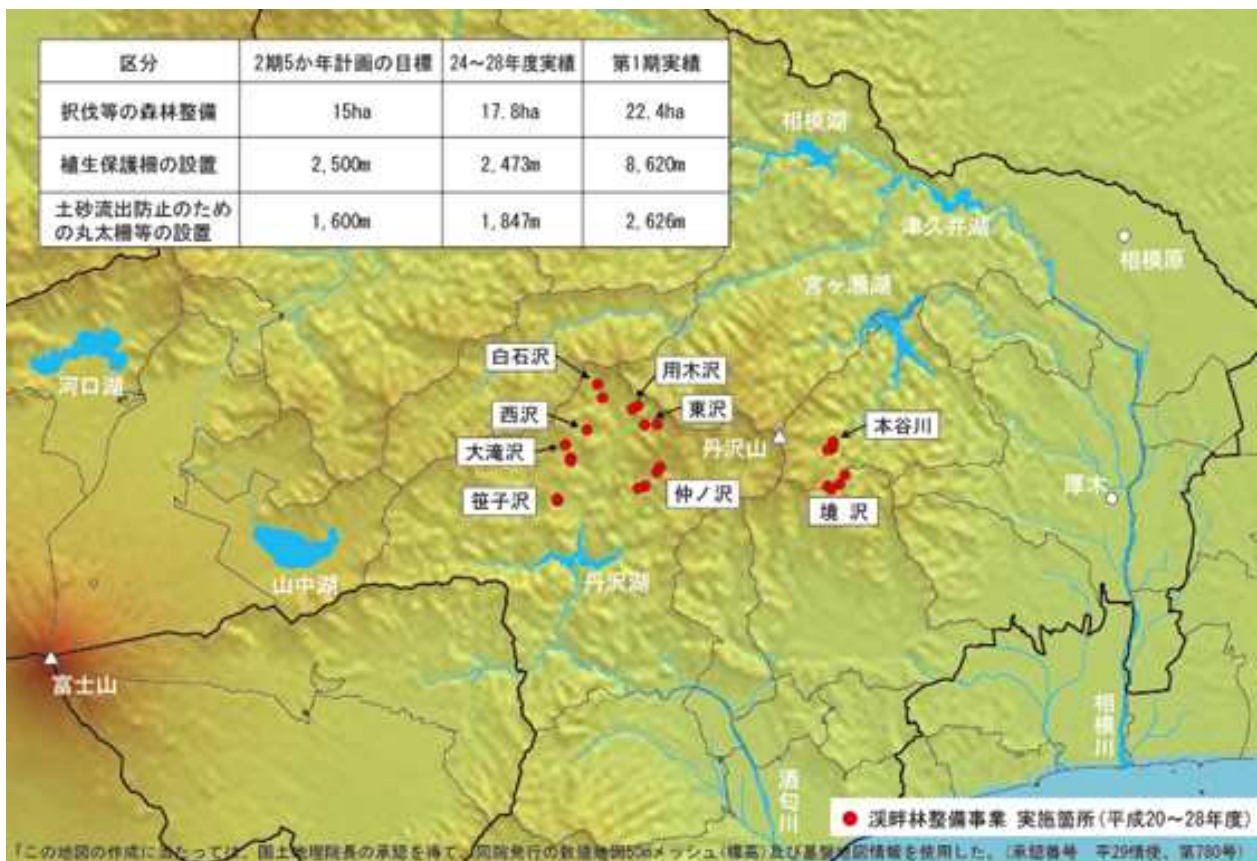 区分 2期5か年計画の目標 24～28年度実績 第1期実績
択伐等の森林整備 15ha 17.8ha 22.4ha
植生保護柵の設置 2,500m 2,473m 8,620m
土砂流出防止のため
の丸太柵等の設置 1,600m 1,847m 2,626m
相模湖
津久井湖
相模原
宮ヶ瀬湖
河口湖
白石沢
用木沢
西沢
東沢
本谷川
大滝沢
丹沢山
笹子沢
仲ノ沢
境 沢
厚木
山中湖
丹沢湖
富士山
相模川
酒匂川
渓畔林整備事業 実施箇所(平成20～28年度)
「この地図の作成に当たっては、国土地理院長の承認を得て、同院発行の数値地図50mメッシュ(標高)及び基盤地図情報を使用した。(承認番号 平29情使、第780号)